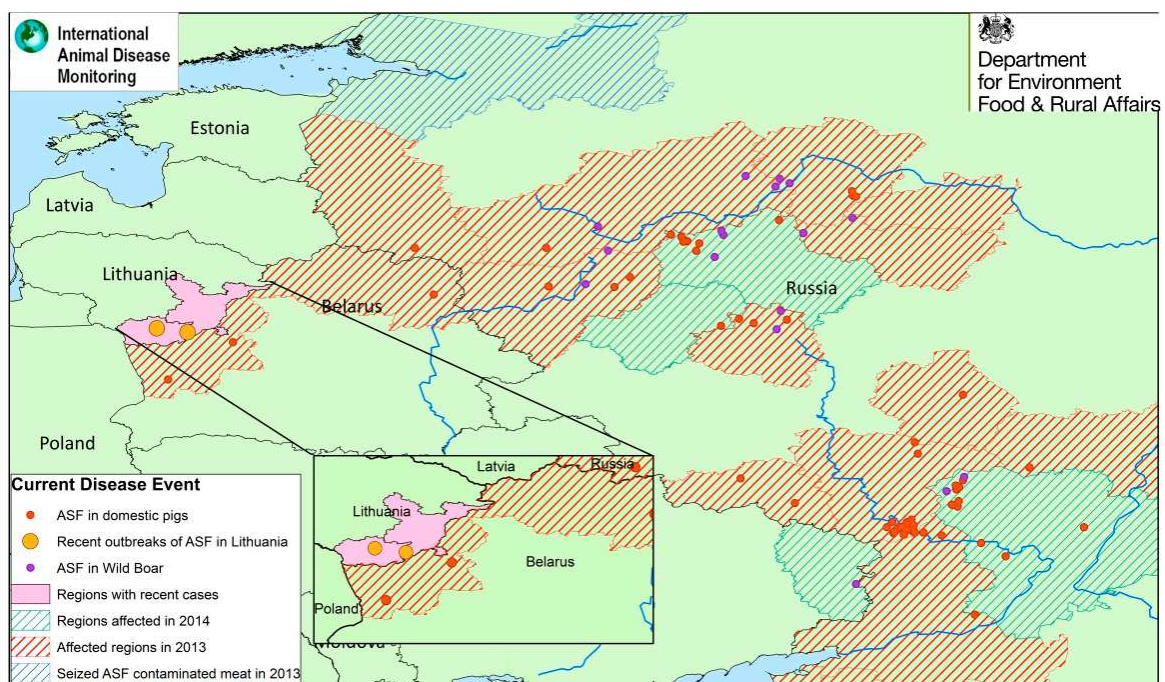 International
Animal Disease
Monitoring
Department
for Environment
Food & Rural Affairs
Estonia
Latvia
Lithuania
Russia
Belarus
Poland
Current Disease Event
ASF in domestic pigs
Recent outbreaks of ASF in Lithuania
ASF in Wild Boar
Regions with recent cases
Regions affected in 2014
Affected regions in 2013
Seized ASF contaminated meat in 2013
Latvia
Russia
Lithuania
Belarus
Poland
Moldova